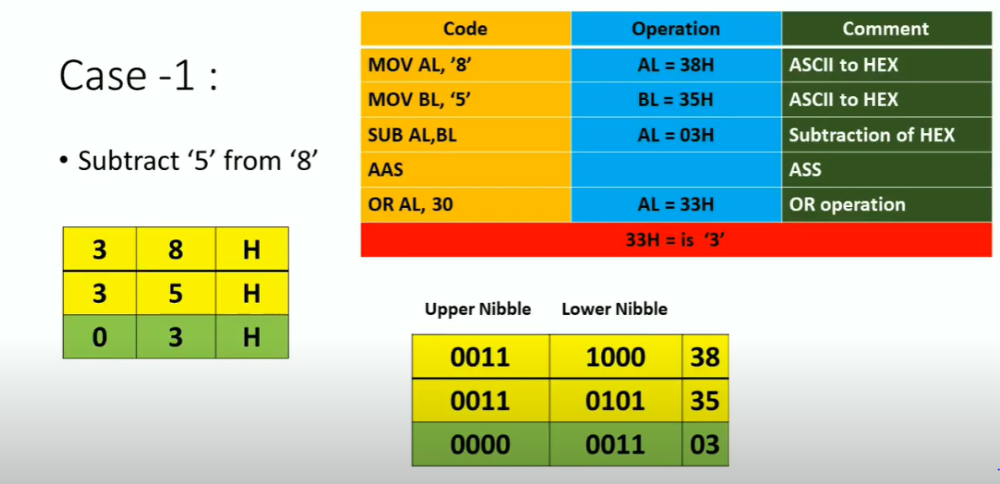 Case -1 :
• Subtract ‘5’ from ‘8’
3 8 H
3 5 H
0 3 H
Code Operation Comment
MOV AL, ’8’ AL = 38H ASCII to HEX
MOV BL, ‘5’ BL = 35H ASCII to HEX
SUB AL,BL AL = 03H Subtraction of HEX
AAS ASS
OR AL, 30 AL = 33H OR operation
33H = is ‘3’
Upper Nibble Lower Nibble
0011 1000 38
0011 0101 35
0000 0011 03